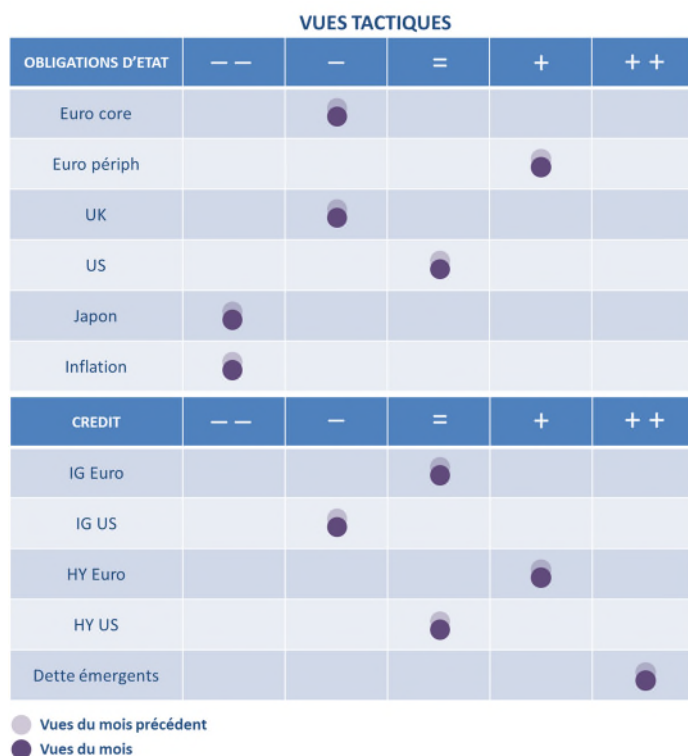 VUES TACTIQUES
OBLIGATIONS D'ETAT – – – = + + +
Euro core
Euro périph
UK
US
Japon
Inflation
CREDIT – – – = + + +
IG Euro
IG US
HY Euro
HY US
Dette émergents
Vues du mois précédent
Vues du mois